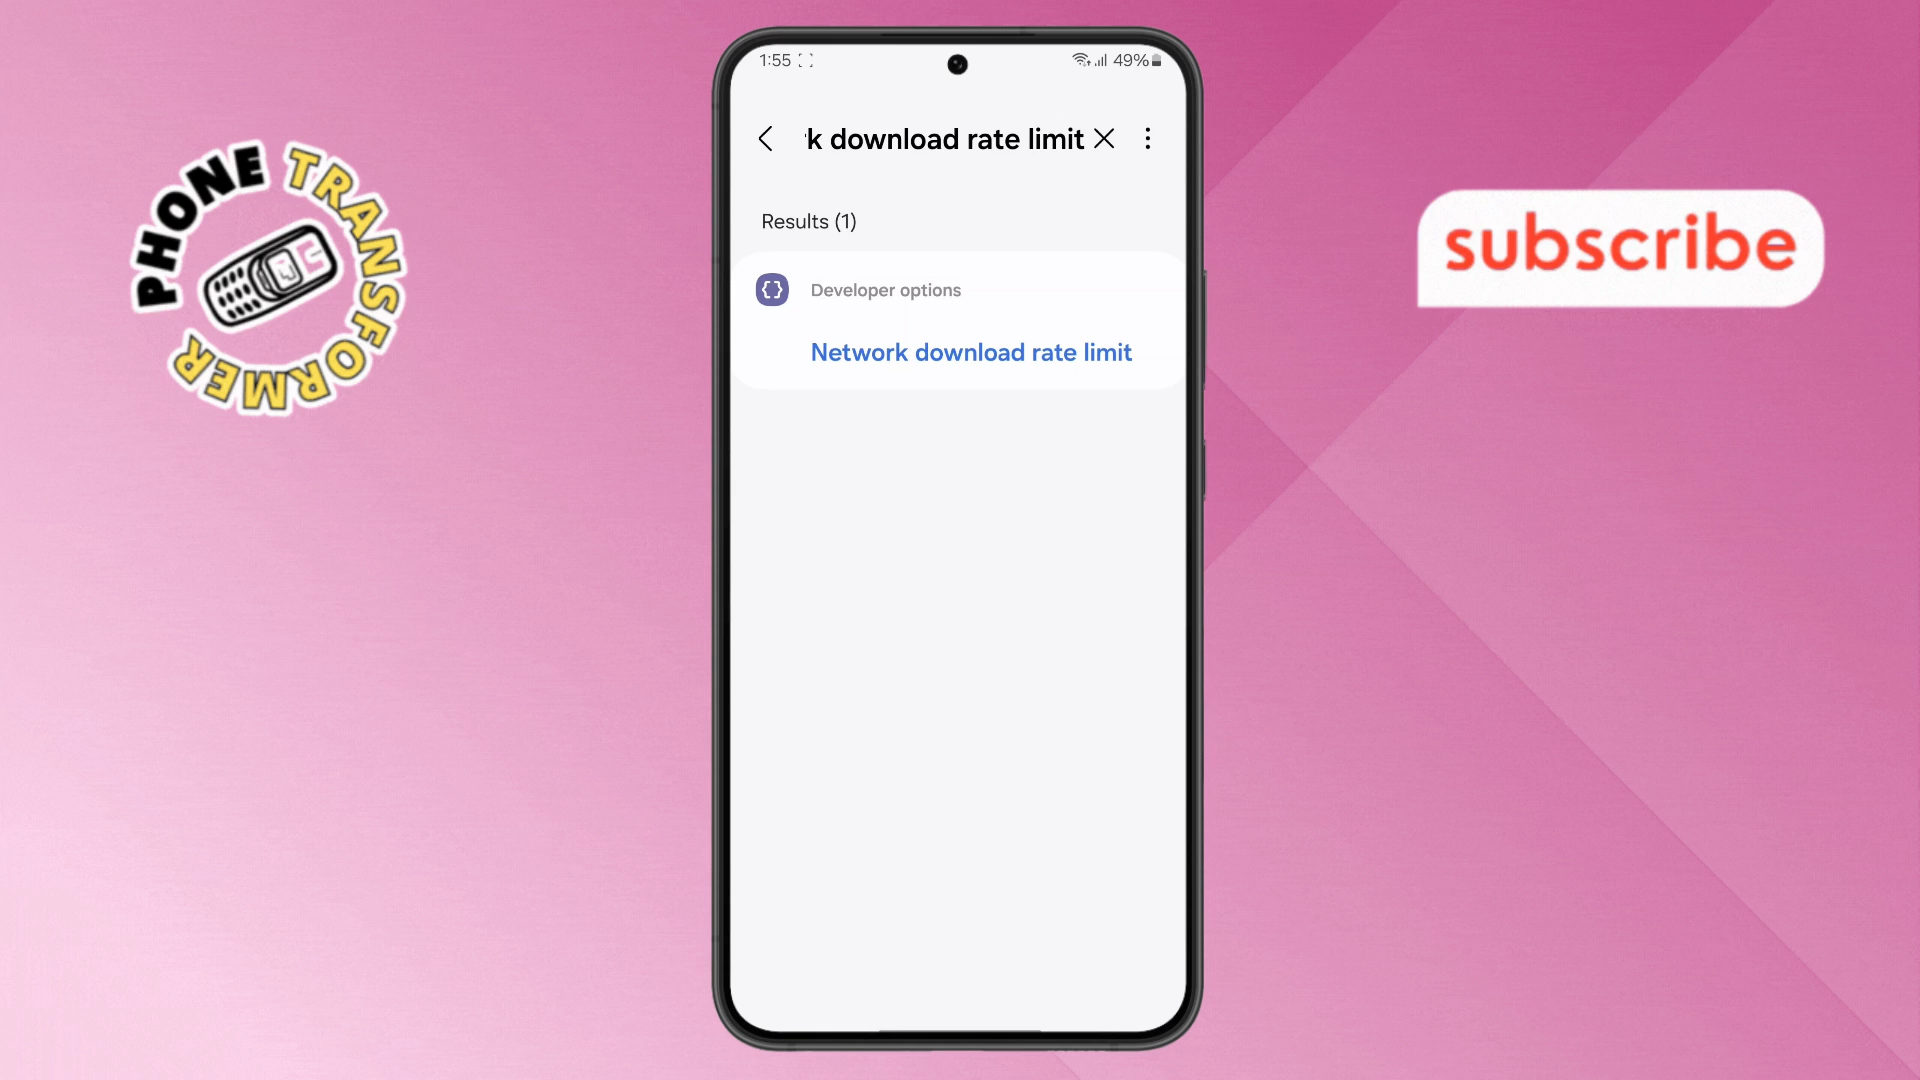 PHONE TRANSFORMER
1:55
49%
k download rate limit
Results (1)
Developer options
Network download rate limit
subscribe